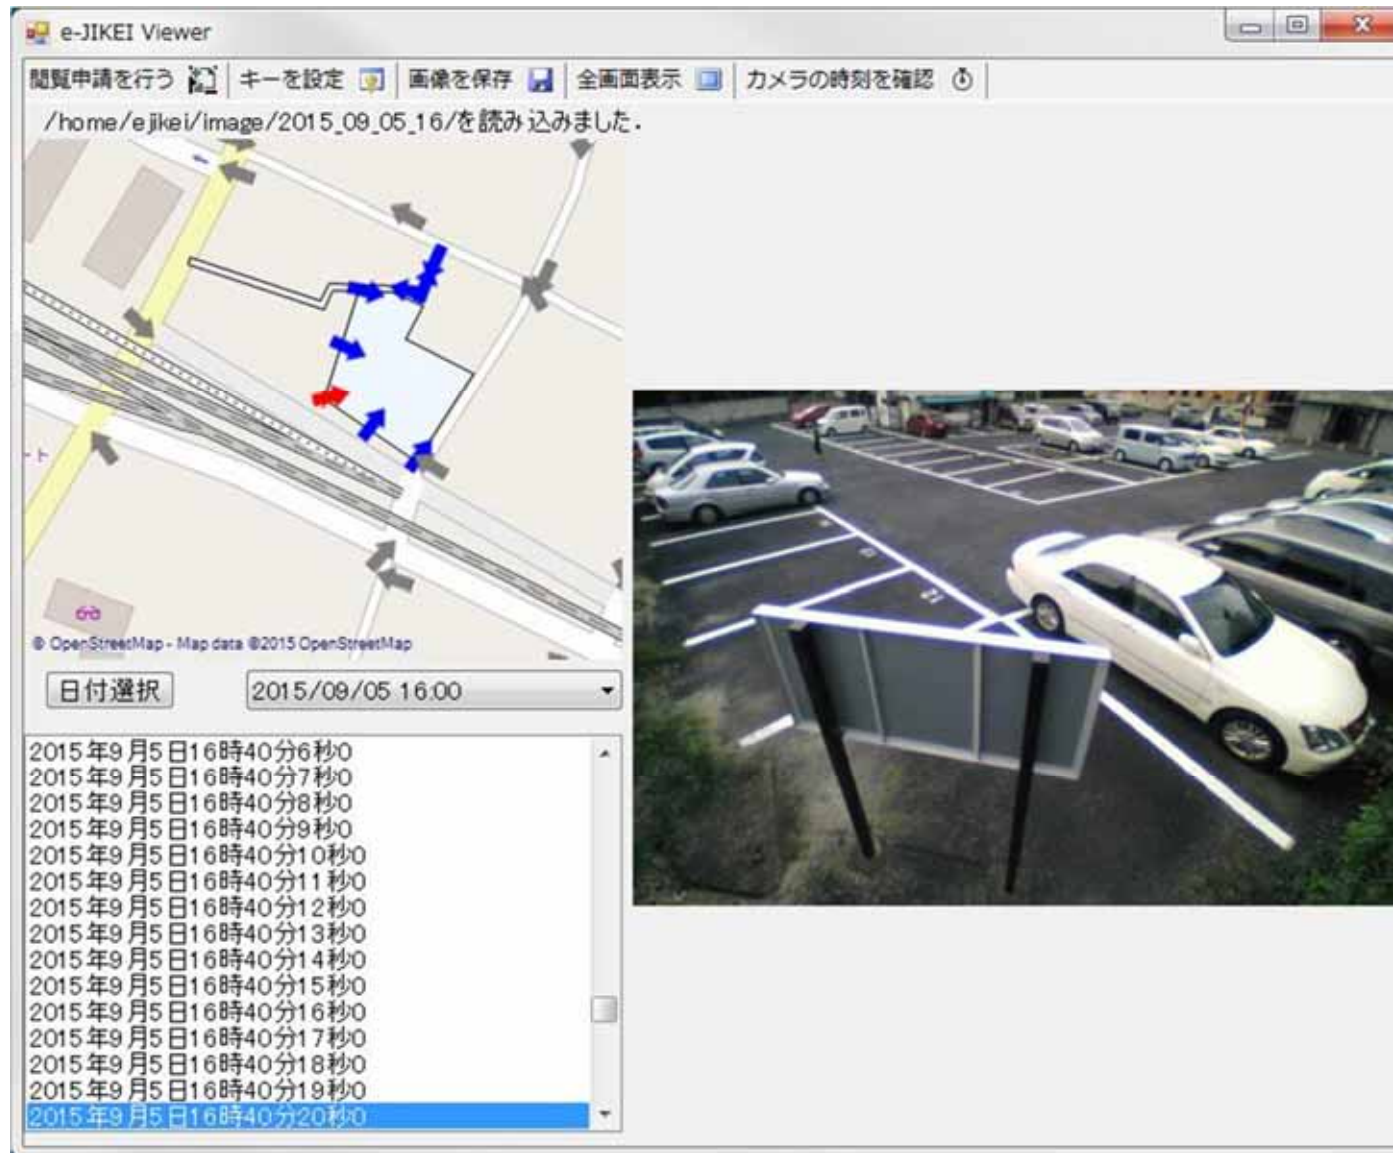 e-JIKEI Viewer
閲覧申請を行う キーを設定 画像を保存 全画面表示 カメラの時刻を確認
/home/ejikei/image/2015_09_05_16/を読み込みました.
ト
© OpenStreetMap - Map data ©2015 OpenStreetMap
日付選択 2015/09/05 16:00
2015年9月5日16時40分6秒0
2015年9月5日16時40分7秒0
2015年9月5日16時40分8秒0
2015年9月5日16時40分9秒0
2015年9月5日16時40分10秒0
2015年9月5日16時40分11秒0
2015年9月5日16時40分12秒0
2015年9月5日16時40分13秒0
2015年9月5日16時40分14秒0
2015年9月5日16時40分15秒0
2015年9月5日16時40分16秒0
2015年9月5日16時40分17秒0
2015年9月5日16時40分18秒0
2015年9月5日16時40分19秒0
2015年9月5日16時40分20秒0